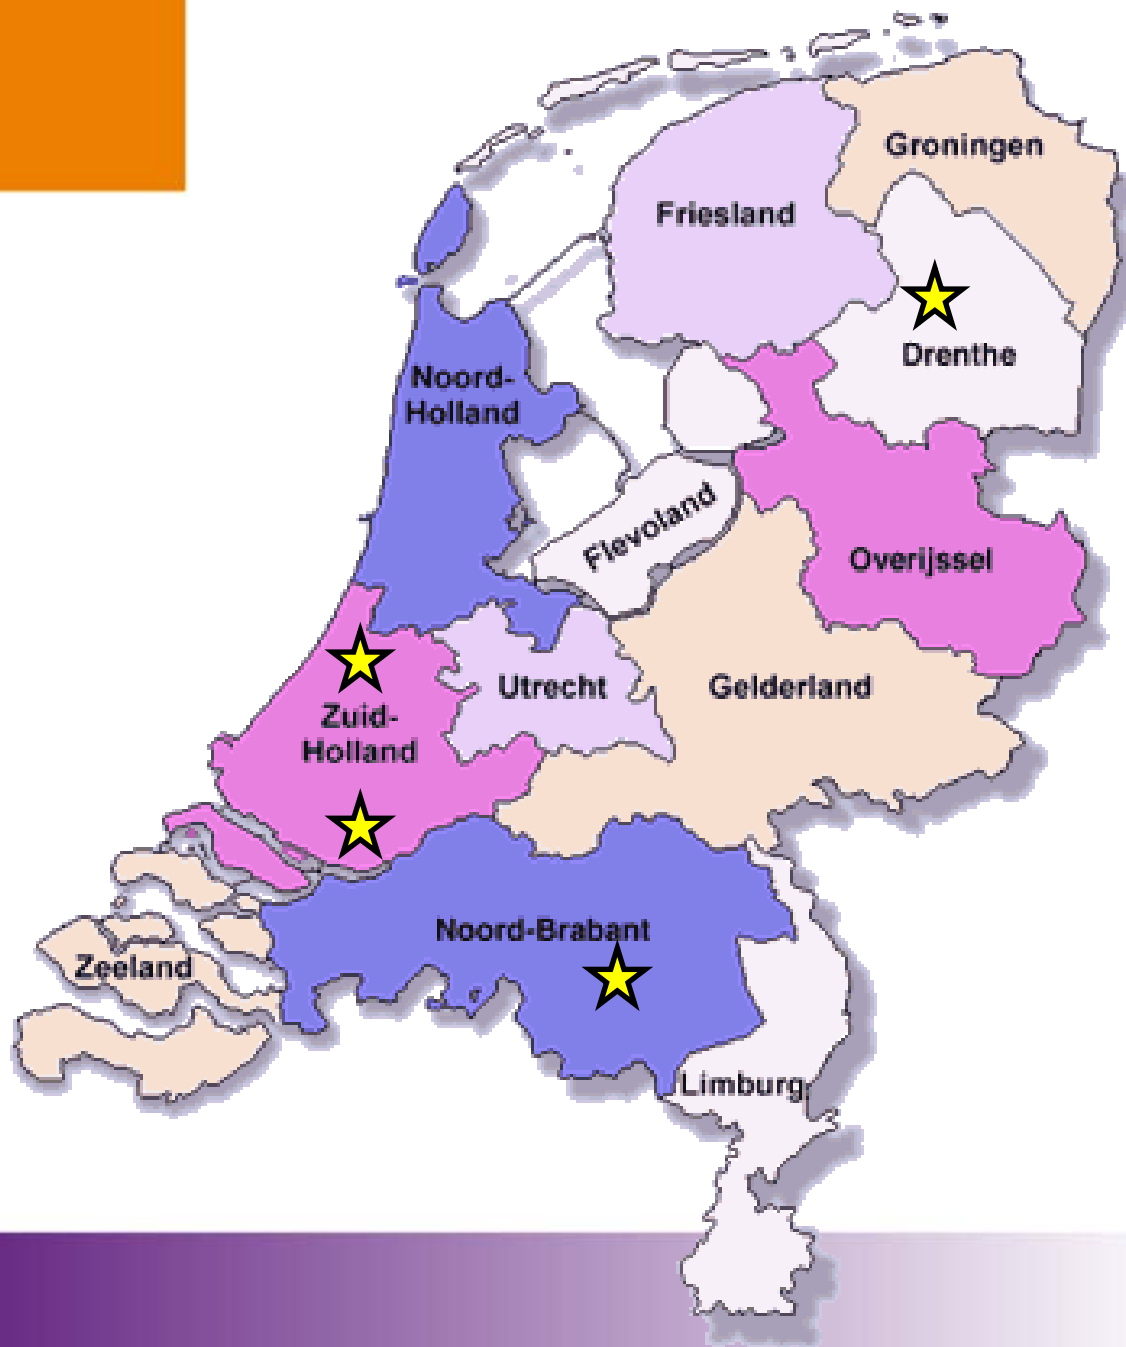 Groningen
Friesland
Drenthe
Noord-
Holland
Flevoland
Overijssel
Utrecht
Gelderland
Zuid-
Holland
Noord-Brabant
Zeeland
Limburg